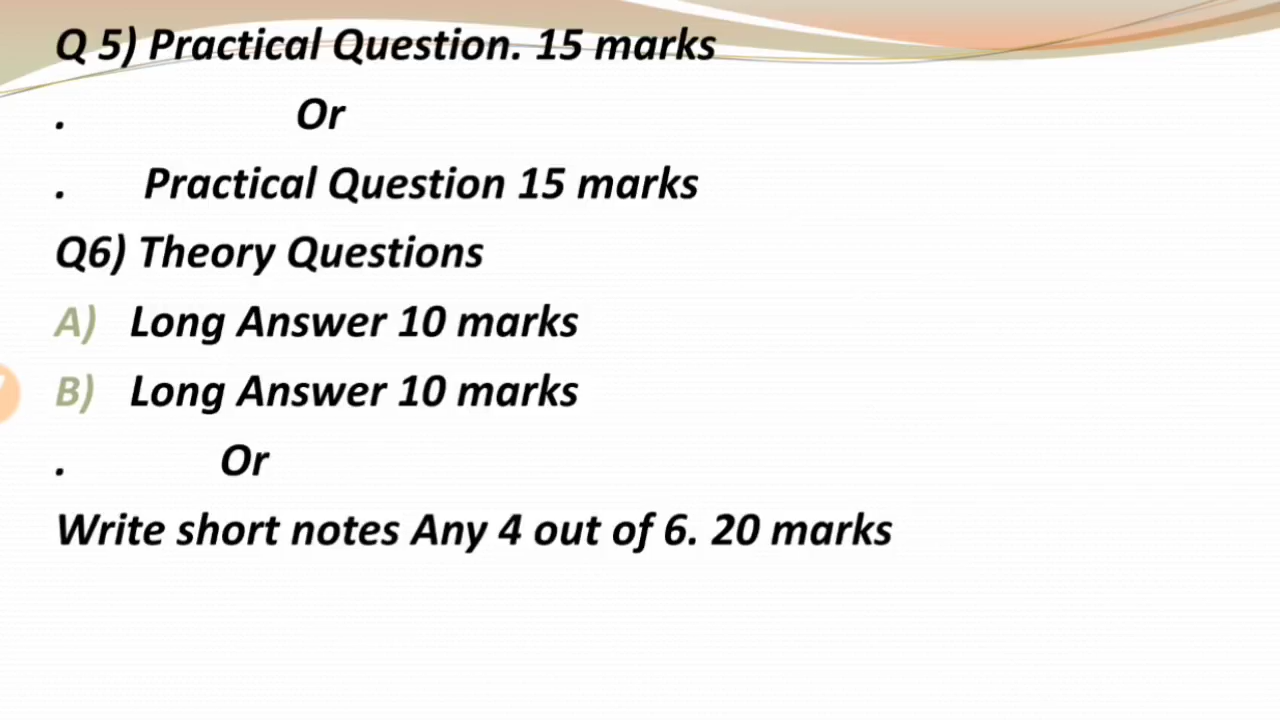 Q 5) Practical Question. 15 marks
. Or
. Practical Question 15 marks
Q6) Theory Questions
A) Long Answer 10 marks
B) Long Answer 10 marks
. Or
Write short notes Any 4 out of 6. 20 marks